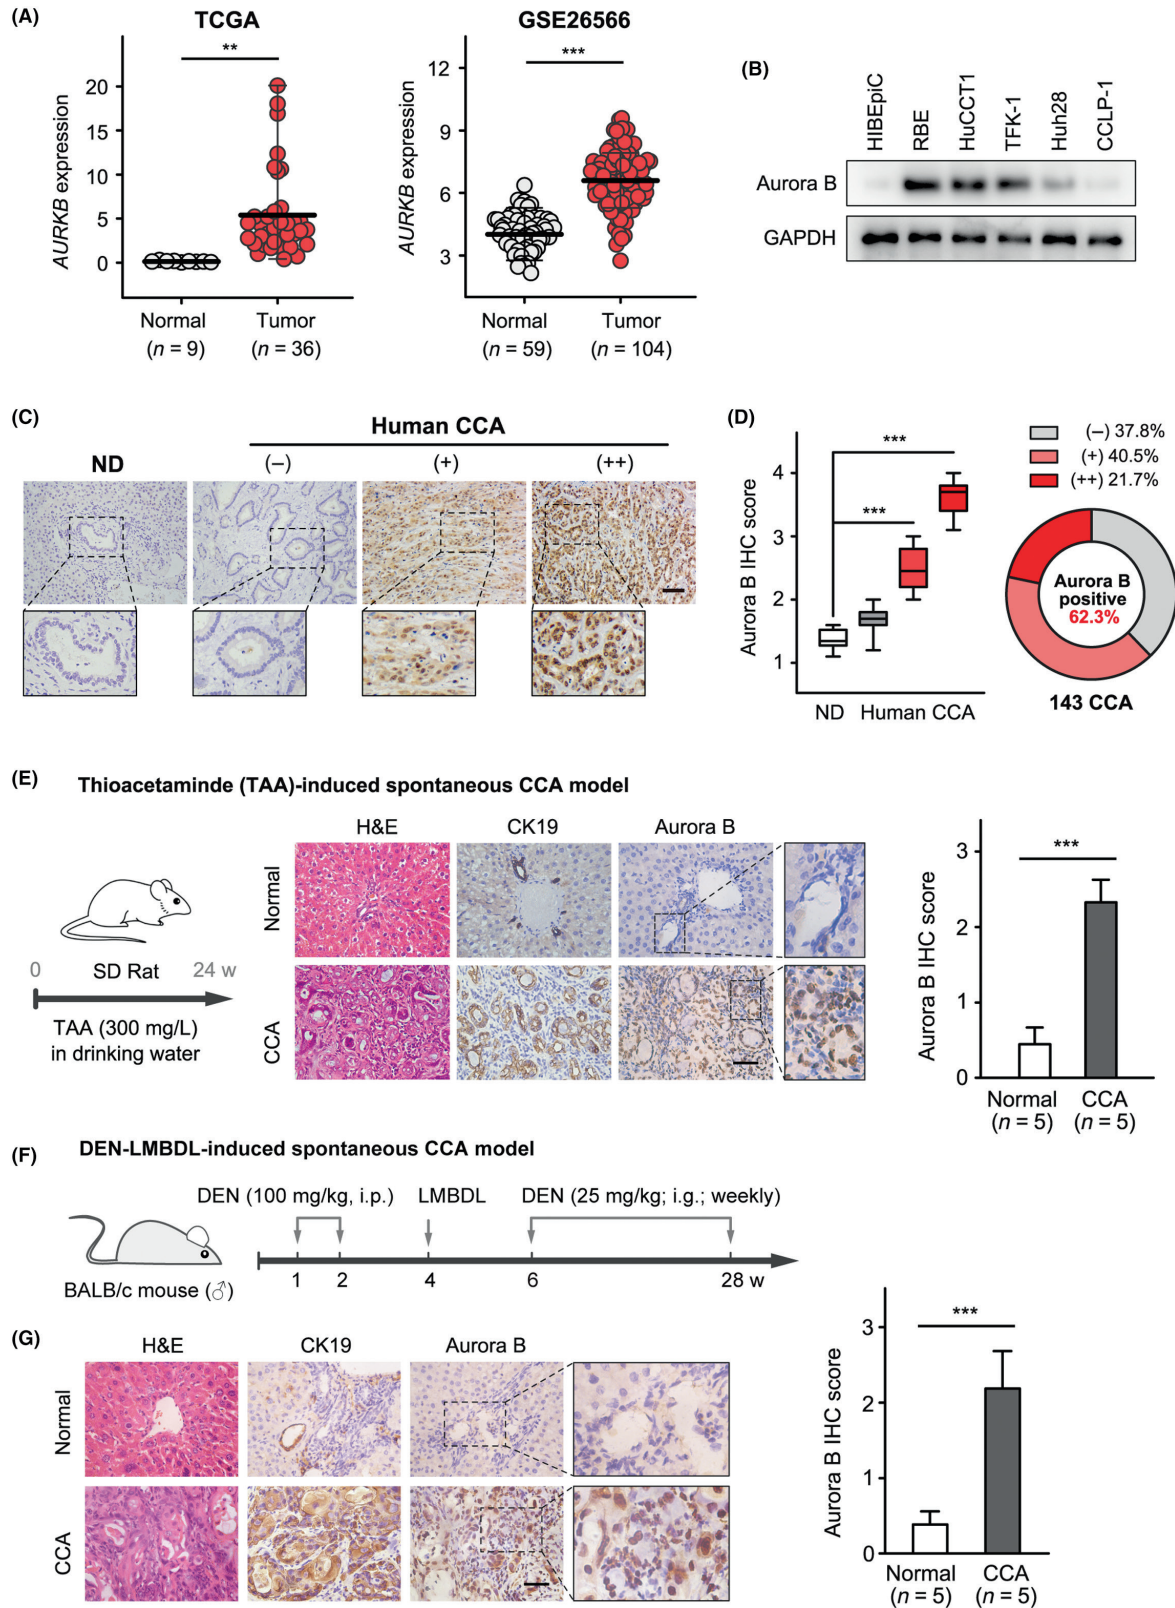 (A)
TCGA
GSE26566
**
***
AURKB expression
20
15
10
5
0
Normal
Tumor
(n = 9)
(n = 36)
AURKB expression
12
9
6
3
Normal
Tumor
(n = 59)
(n = 104)
(B)
HIBEpiC
RBE
HuCCT1
TFK-1
Huh28
CCLP-1
Aurora B
GAPDH
(C)
Human CCA
ND
(–)
(+)
(++)
(D)
Aurora B IHC score
4
3
2
1
***
***
ND
Human CCA
(–) 37.8%
(+) 40.5%
(++) 21.7%
Aurora B
positive
62.3%
143 CCA
(E)
Thioacetaminde (TAA)-induced spontaneous CCA model
H&E
CK19
Aurora B
Normal
CCA
0
SD Rat
24 w
TAA (300 mg/L)
in drinking water
Aurora B IHC score
3
2
1
0
***
Normal
CCA
(n = 5)
(n = 5)
(F)
DEN-LMBDL-induced spontaneous CCA model
DEN (100 mg/kg, i.p.)
LMBDL
DEN (25 mg/kg; i.g.; weekly)
BALB/c mouse (♂)
1
2
4
6
28 w
(G)
H&E
CK19
Aurora B
Normal
CCA
Aurora B IHC score
3
2
1
0
***
Normal
CCA
(n = 5)
(n = 5)